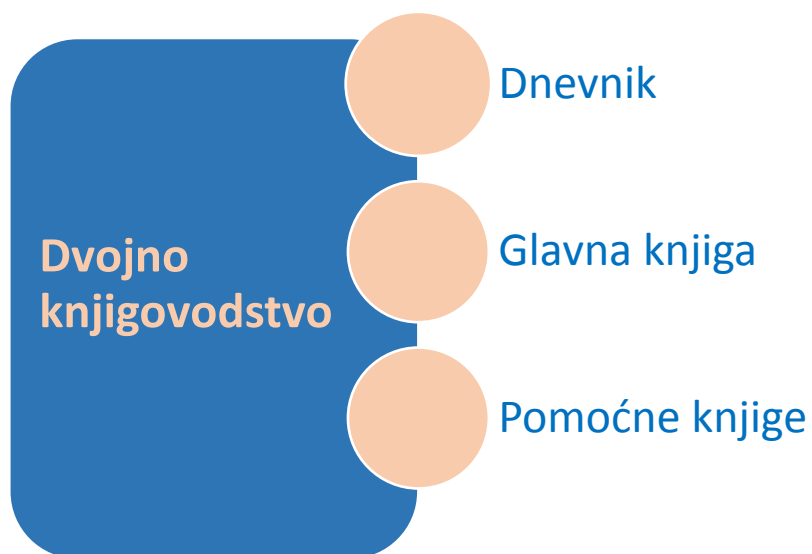 Dvojno
knjigovodstvo
Dnevnik
Glavna knjiga
Pomoćne knjige